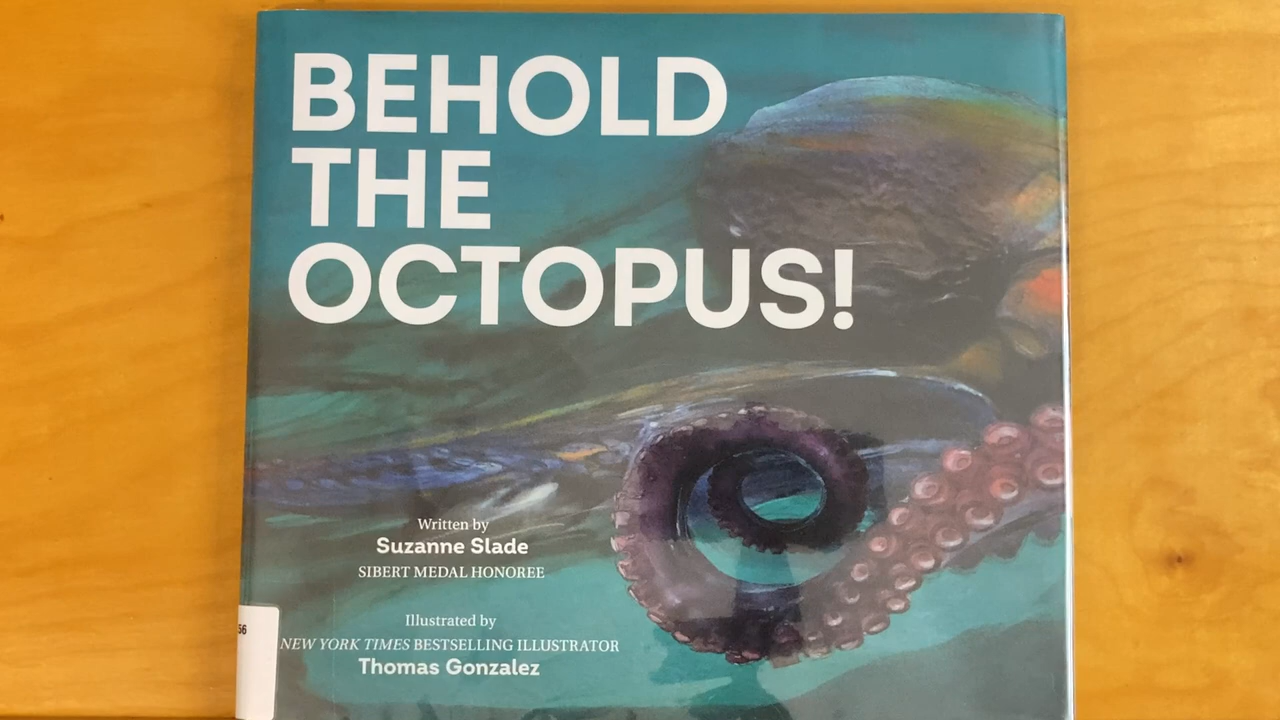 BEHOLD
THE
OCTOPUS!
Written by
Suzanne Slade
SIBERT MEDAL HONOREE
Illustrated by
NEW YORK TIMES BESTSELLING ILLUSTRATOR
Thomas Gonzalez
56